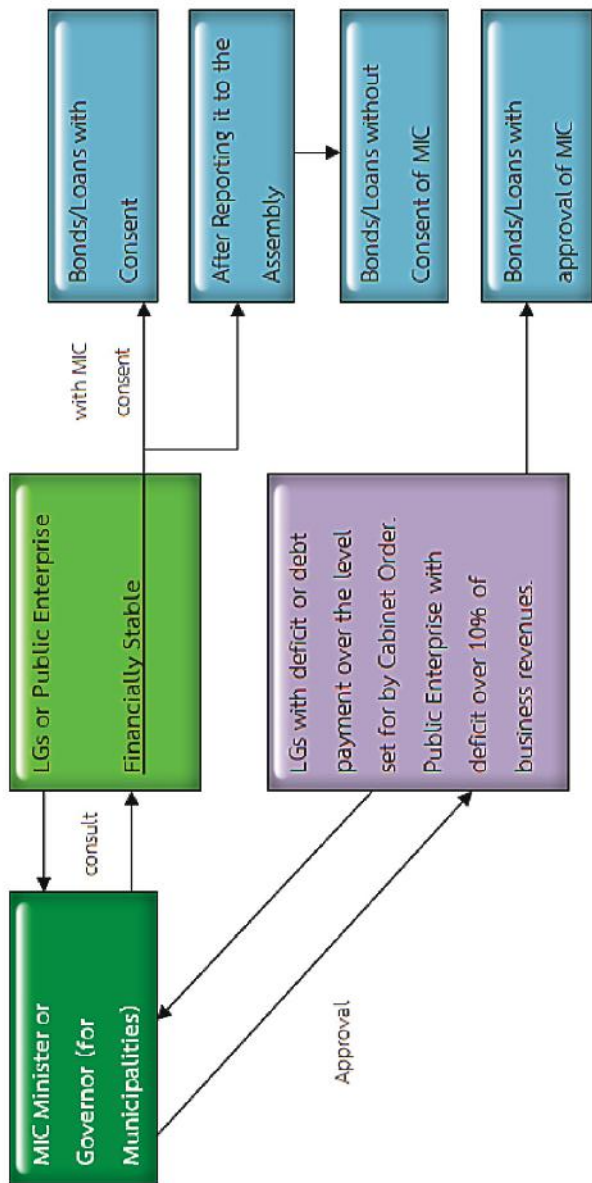 MIC Minister or
Governor (for
Municipalities)
consult
LGs or Public Enterprise
Financially Stable
with MIC
consent
Bonds/Loans with
Consent
After Reporting it to the
Assembly
Bonds/Loans without
Consent of MIC
Approval
LGs with deficit or debt
payment over the level
set for by Cabinet Order.
Public Enterprise with
deficit over 10% of
business revenues.
Bonds/Loans with
approval of MIC